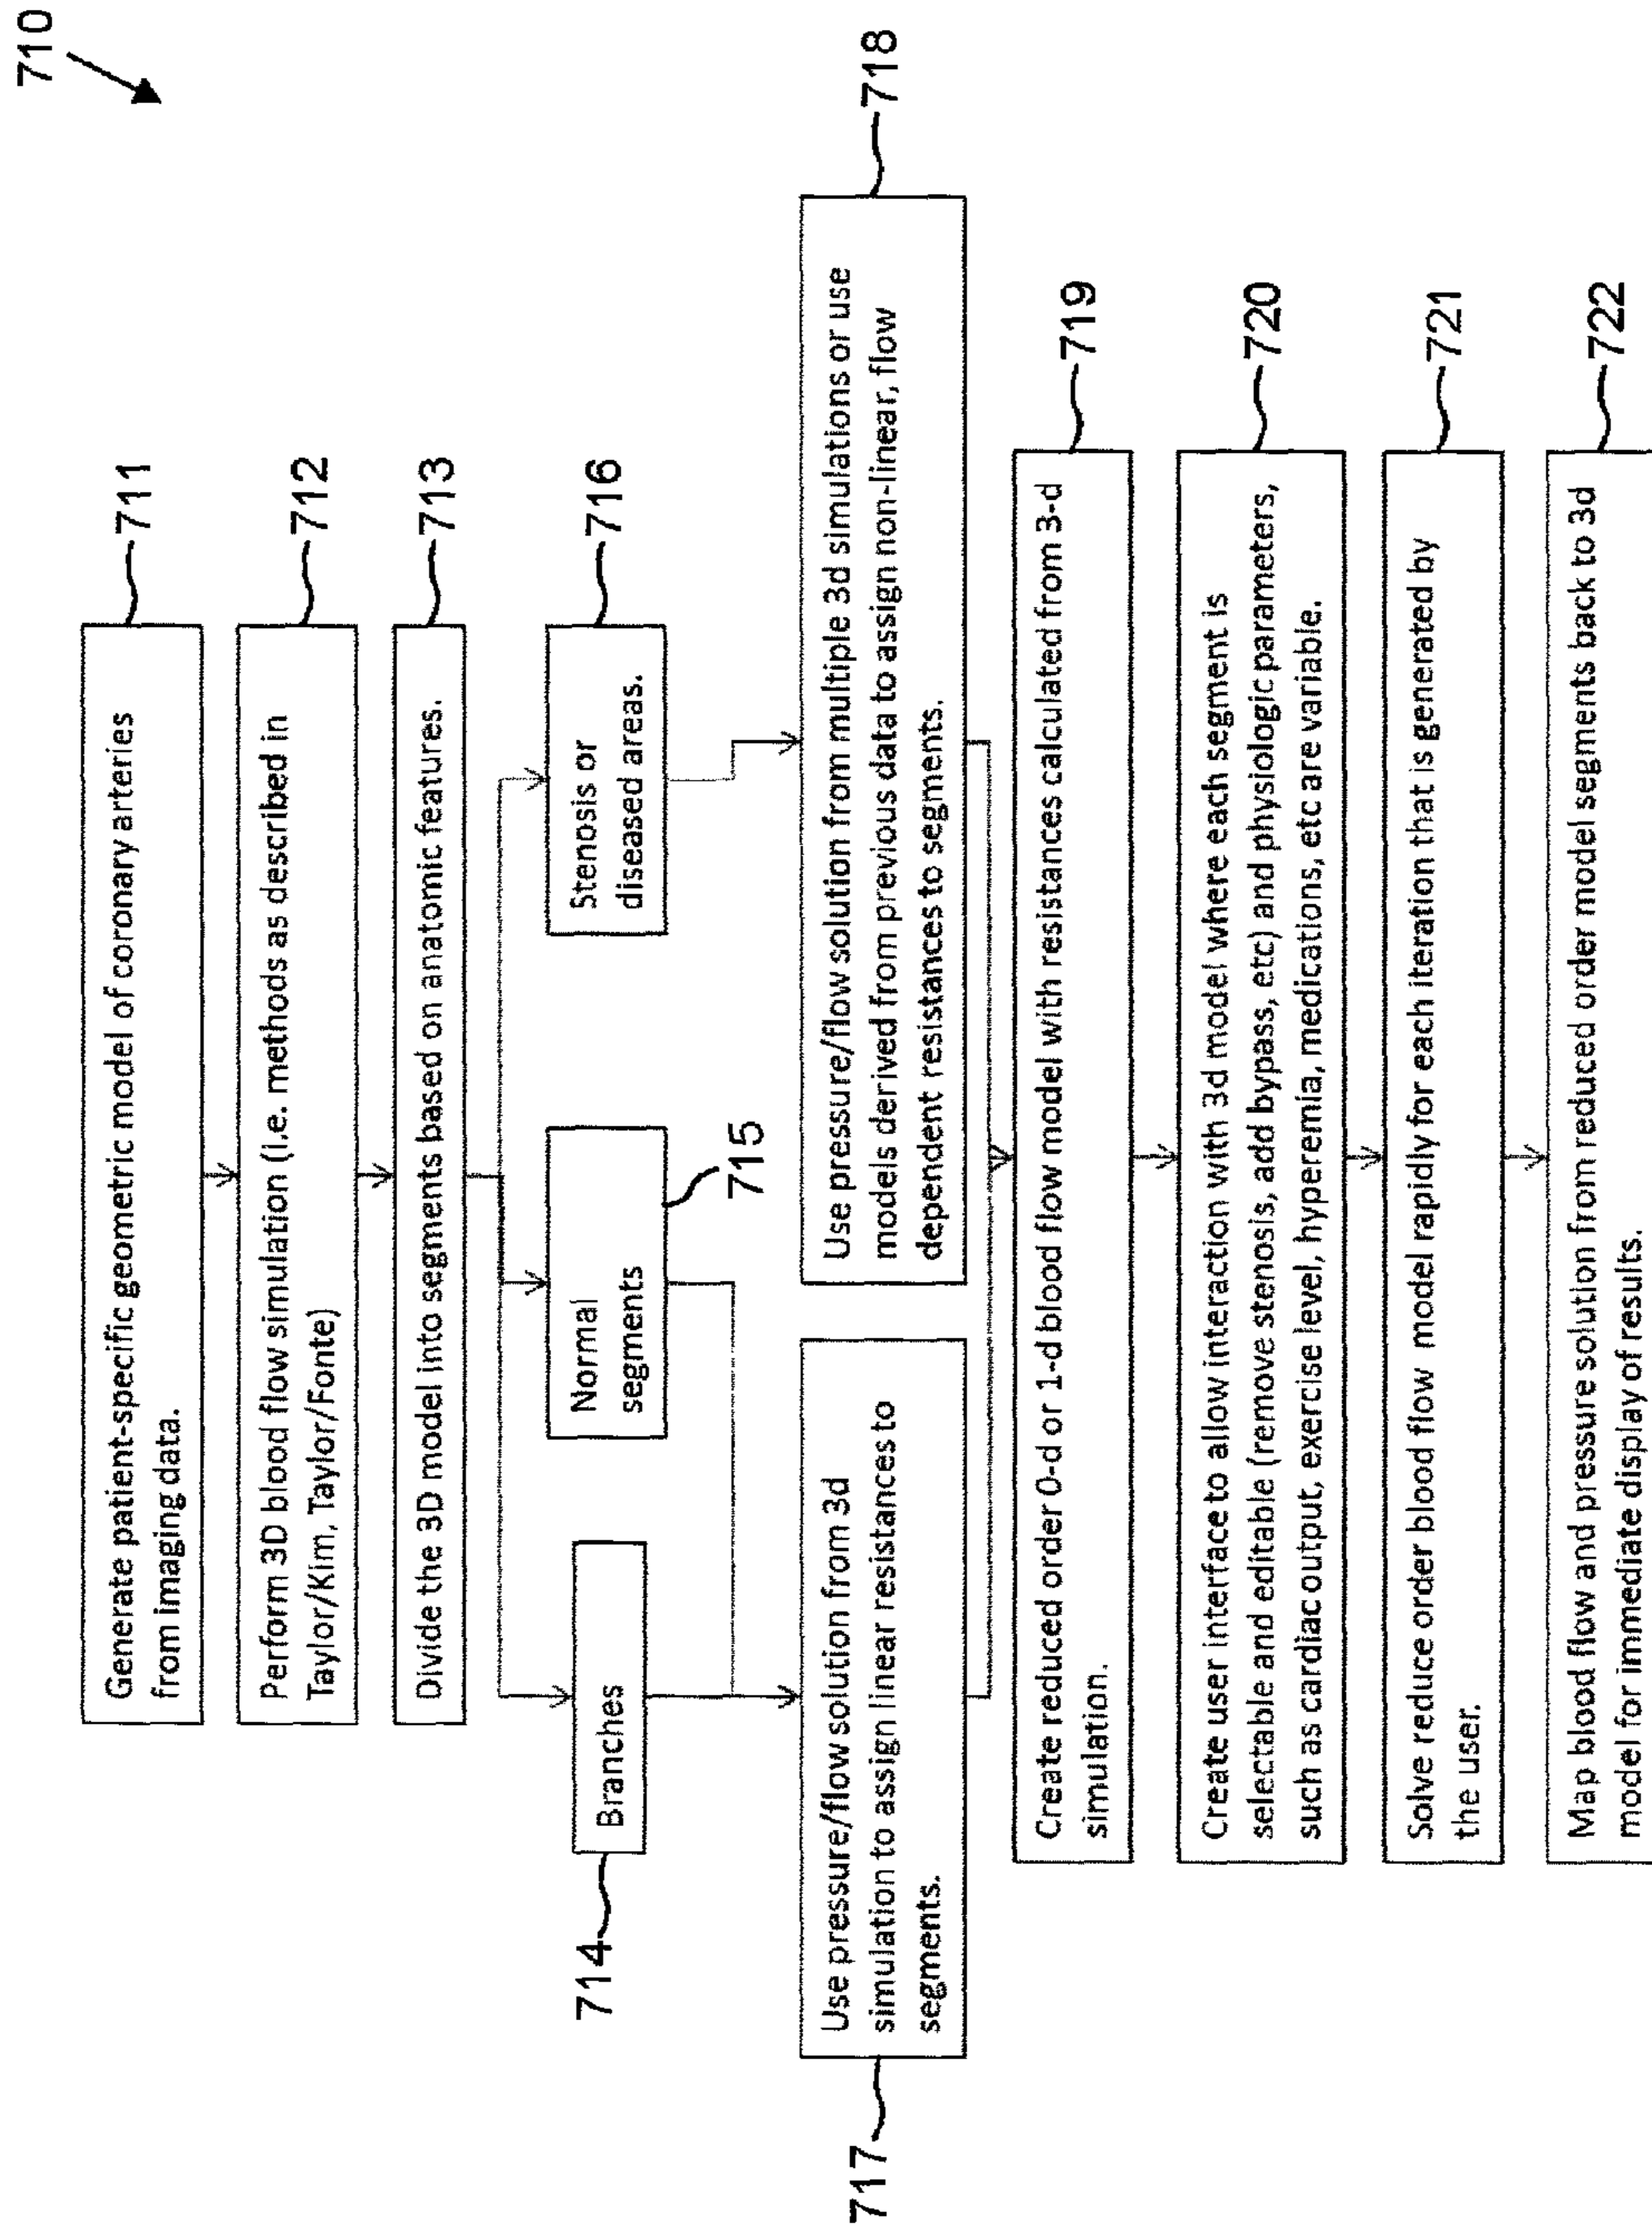 710
Generate patient-specific geometric model of coronary arteries
from imaging data.
711
Perform 3D blood flow simulation (i.e. methods as described in
Taylor/Kim, Taylor/Fonte)
712
Divide the 3D model into segments based on anatomic features.
713
714
Branches
Normal
segments
715
Stenosis or
diseased areas.
716
717
Use pressure/flow solution from 3d
simulation to assign linear resistances to
segments.
Use pressure/flow solution from multiple 3d simulations or use
models derived from previous data to assign non-linear, flow
dependent resistances to segments.
718
Create reduced order 0-d or 1-d blood flow model with resistances calculated from 3-d
simulation.
719
Create user interface to allow interaction with 3d model where each segment is
selectable and editable (remove stenosis, add bypass, etc) and physiologic parameters,
such as cardiac output, exercise level, hyperemia, medications, etc are variable.
720
Solve reduce order blood flow model rapidly for each iteration that is generated by
the user.
721
Map blood flow and pressure solution from reduced order model segments back to 3d
model for immediate display of results.
722